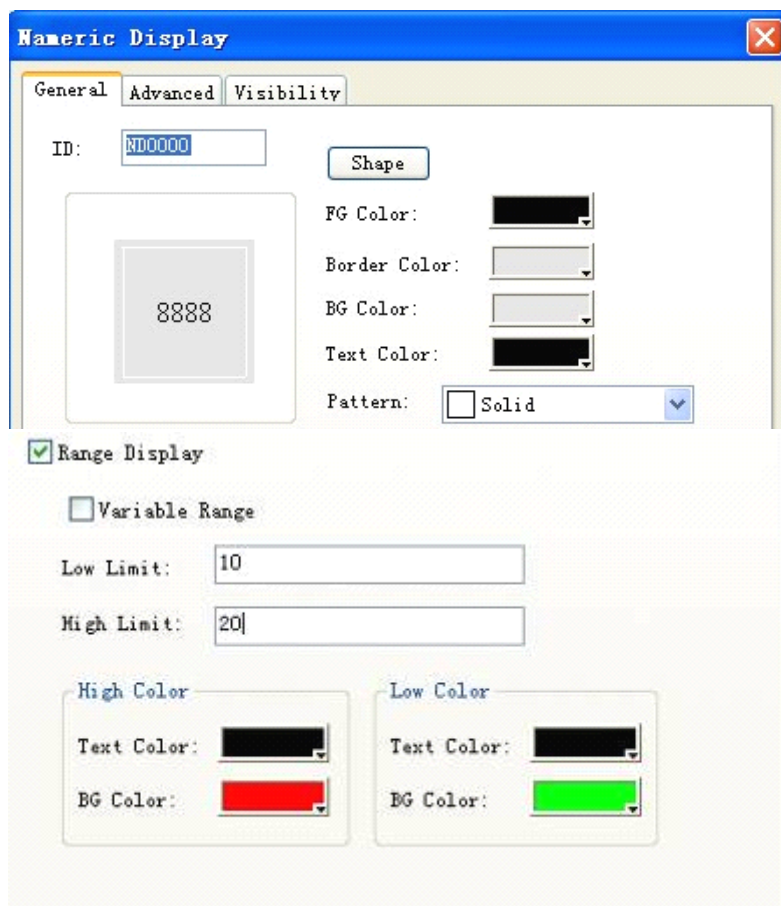 Numeric Display
General Advanced Visibility
ID: ND0000
Shape
FG Color:
Border Color:
8888
BG Color:
Text Color:
Pattern: Solid
Range Display
Variable Range
Low Limit: 10
High Limit: 20
High Color Low Color
Text Color: Text Color:
BG Color: BG Color: